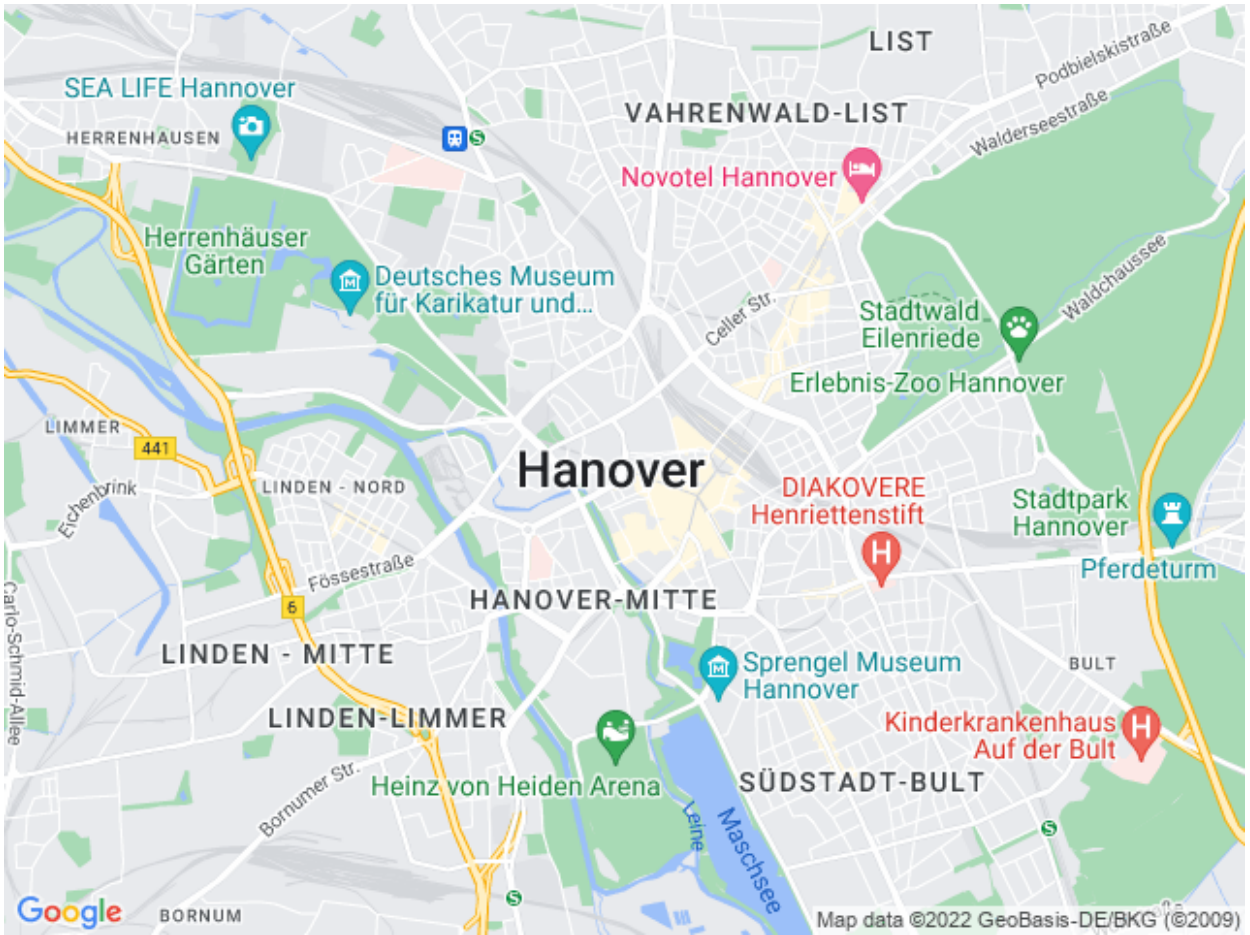 LIST
Podbielskistraße
SEA LIFE Hannover
VAHRENWALD-LIST
Walderseestraße
HERRENHAUSEN
S
Novotel Hannover
Herrenhäuser
Gärten
Deutsches Museum
für Karikatur und...
Waldchaussee
Celler Str.
Stadtwald
Eilenriede
Erlebnis-Zoo Hannover
LIMMER
441
Hanover
Eichenbrink
LINDEN - NORD
DIAKOVERE
Henriettenstift
H
Stadtpark
Hannover
Pferdeturm
Fössestraße
6
HANOVER-MITTE
Carlo-Schmid-Allee
LINDEN - MITTE
Sprengel Museum
Hannover
BULT
LINDEN-LIMMER
Kinderkrankenhaus
Auf der Bult
H
Heinz von Heiden Arena
SÜDSTADT-BULT
Bornumer Str.
Leine
Maschsee
S
S
Google
BORNUM
Map data ©2022 GeoBasis-DE/BKG (©2009)